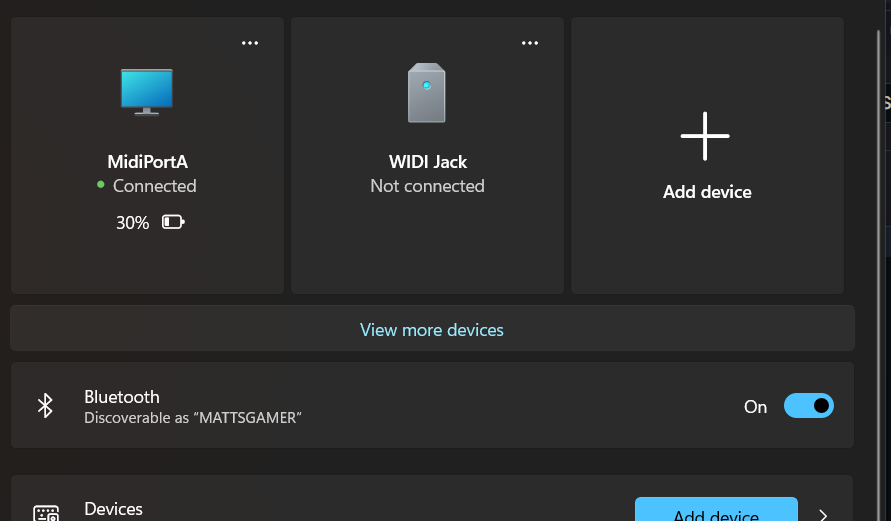 MidiPortA
Connected
30%
WIDI Jack
Not connected
Add device
View more devices
Bluetooth
Discoverable as “MATTSGAMER”
On
Devices
Add device